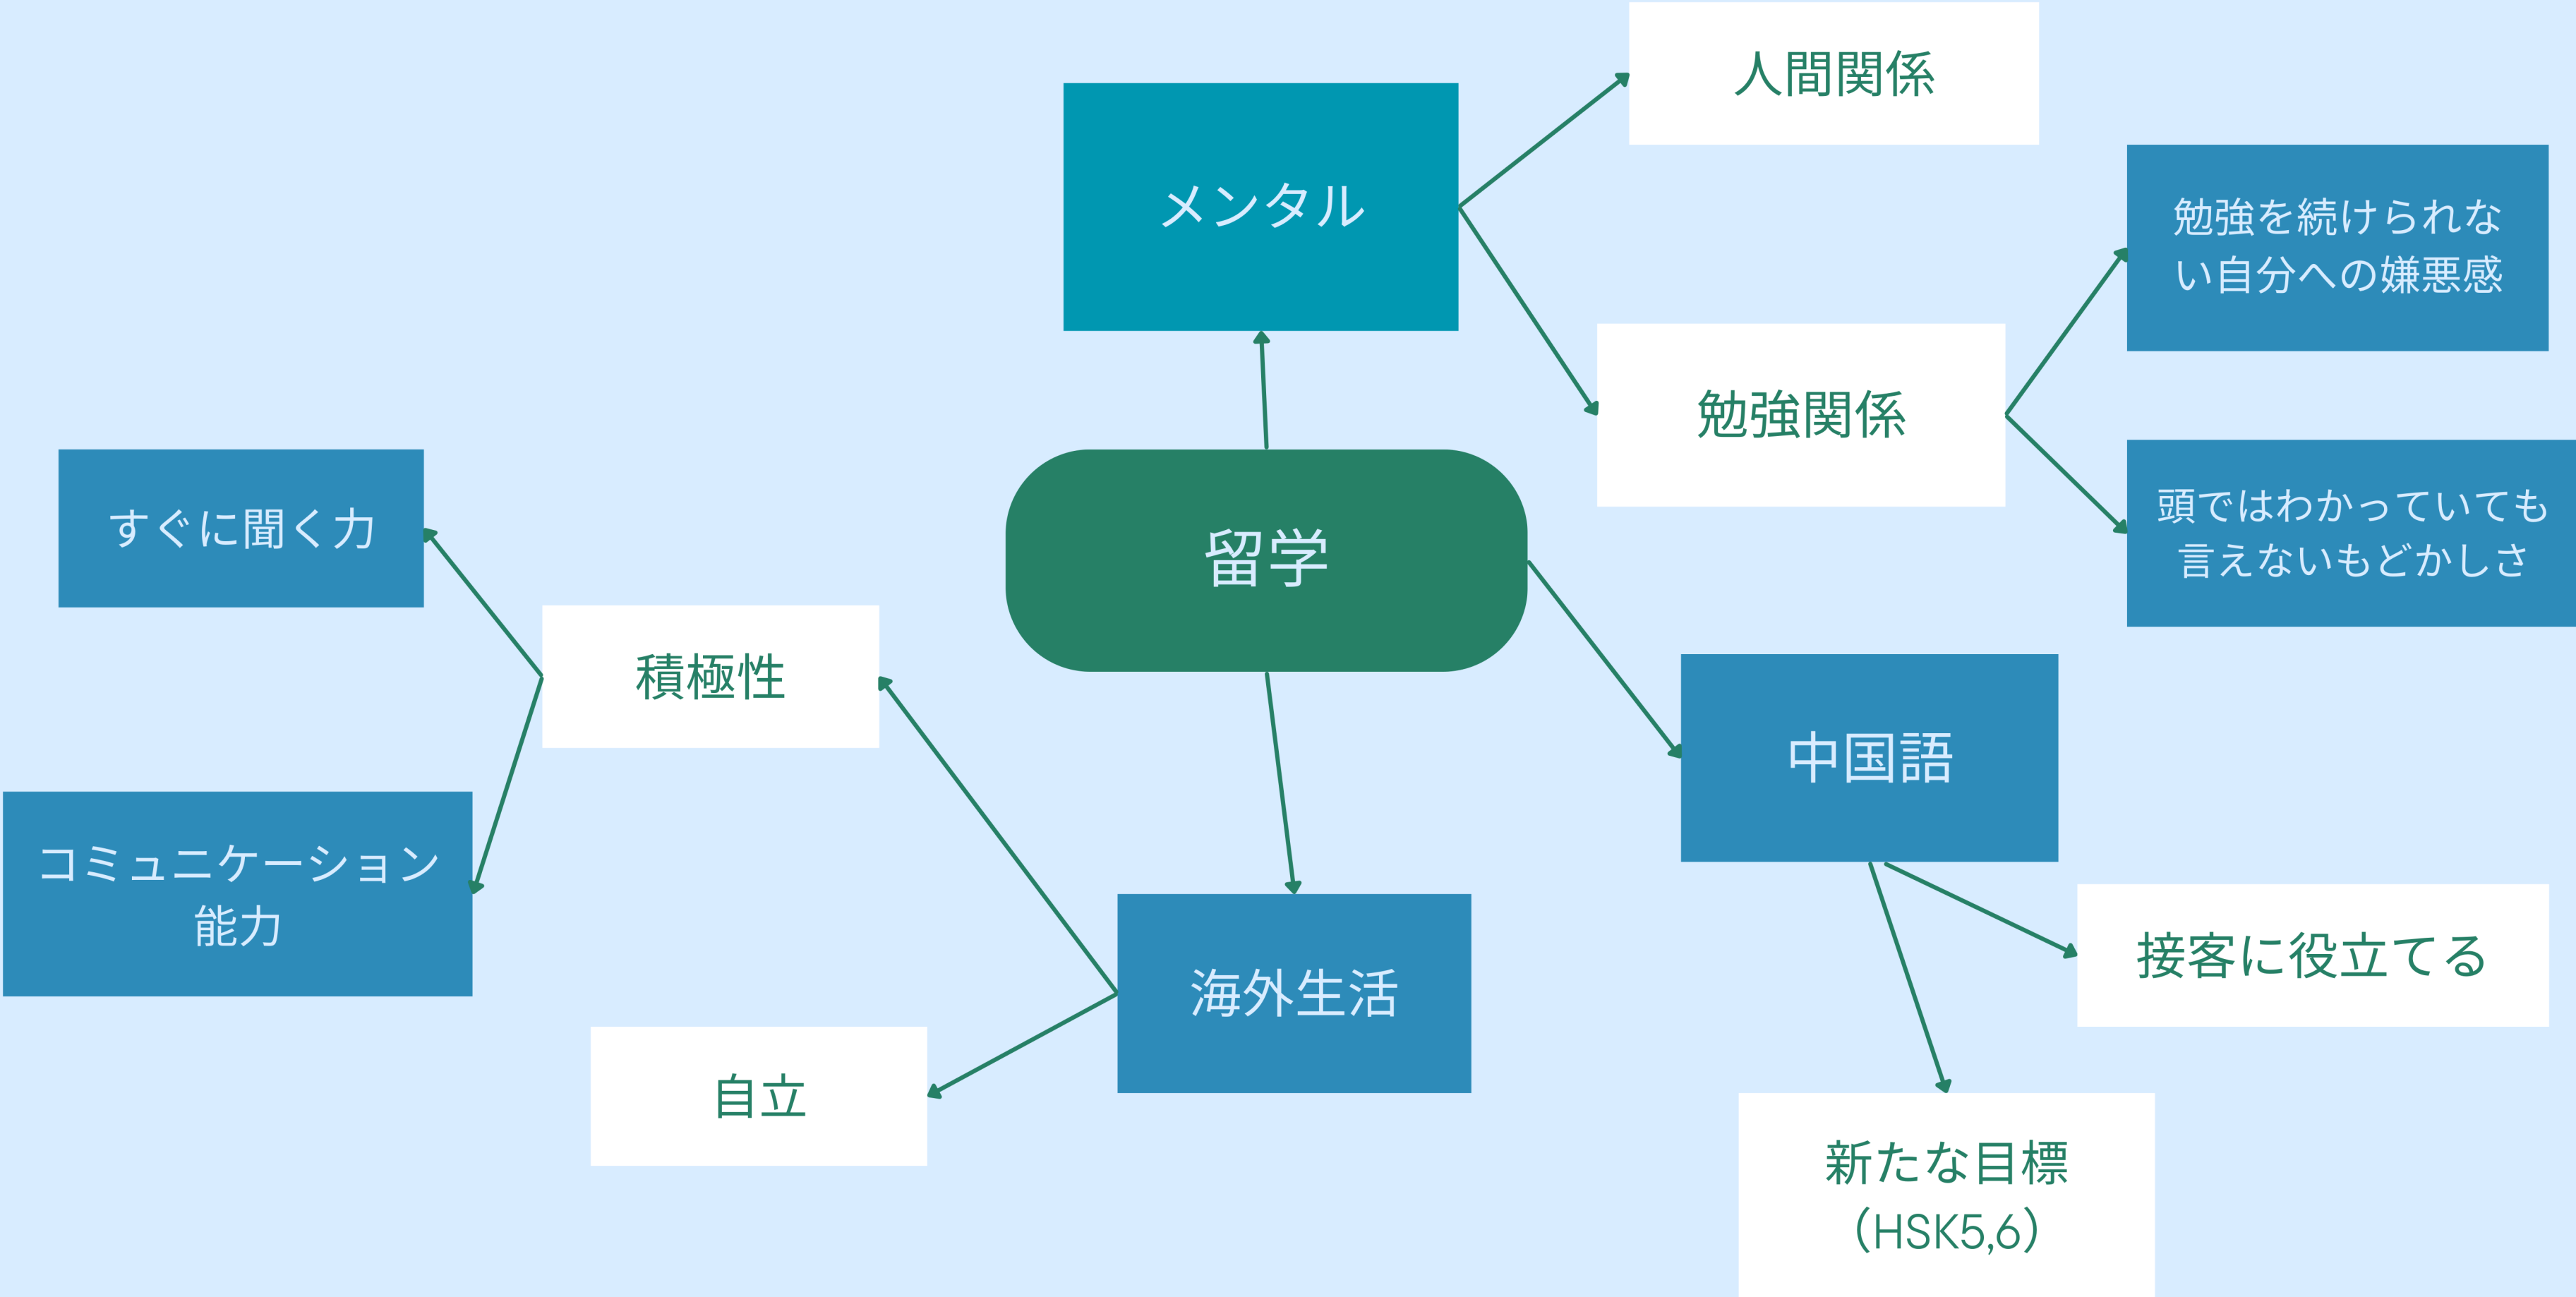 人間関係
メンタル
勉強を続けられな
い自分への嫌悪感
勉強関係
すぐに聞く力
頭ではわかっていても
言えないもどかしさ
留学
積極性
中国語
コミュニケーション
能力
接客に役立てる
海外生活
自立
新たな目標
（HSK5,6）